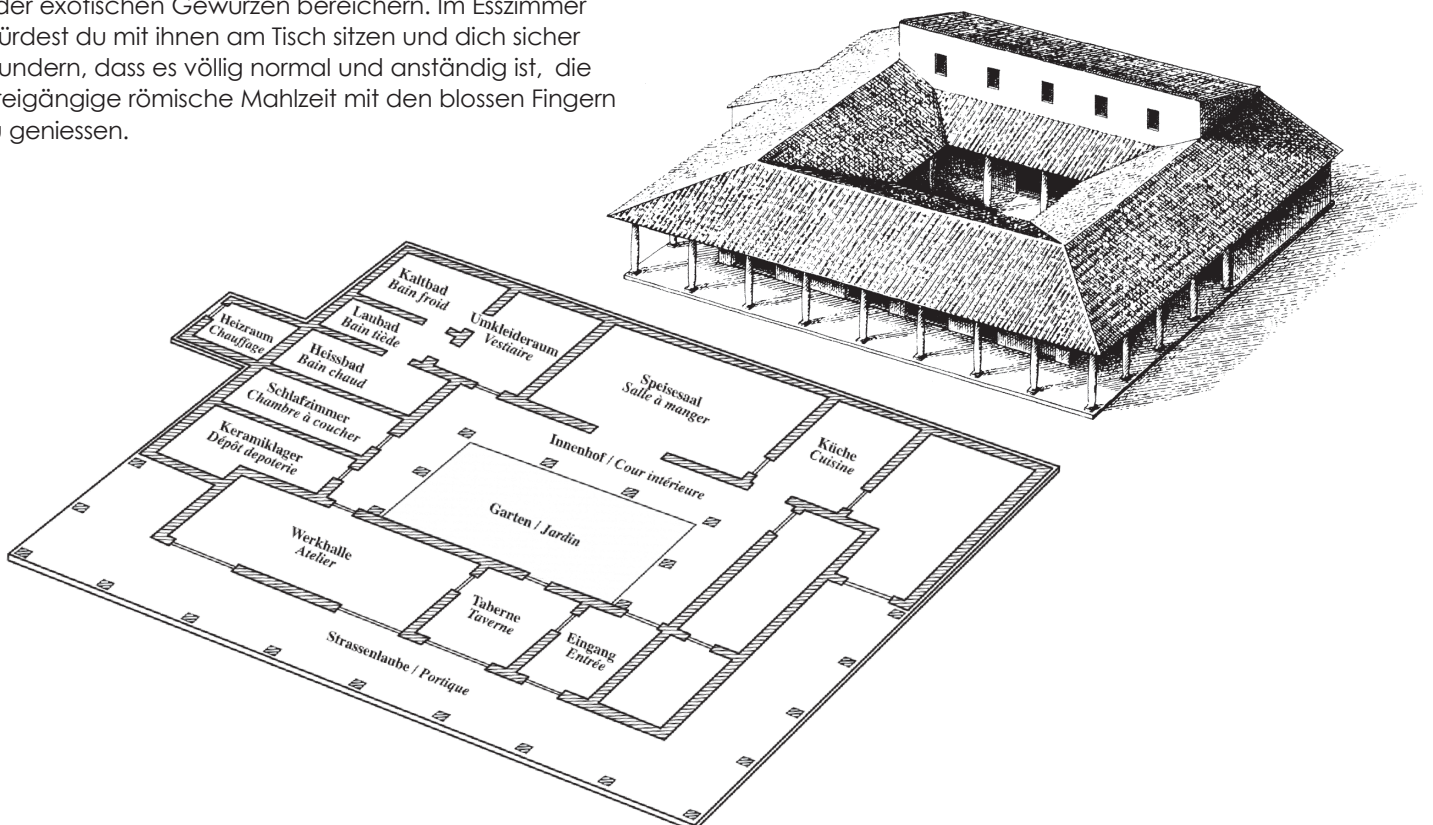 der exotischen Gewürzen bereichern. Im Esszimmer
ürdest du mit ihnen am Tisch sitzen und dich sicher
undern, dass es völlig normal und anständig ist, die
reigängige römische Mahlzeit mit den blossen Fingern
u geniessen.
Kaltbad
Bain froid
Laubad
Bain tiède
Umkleideraum
Vestiaire
Heizraum
Chauffage
Heissbad
Bain chaud
Speisesaal
Salle à manger
Schlafzimmer
Chambre à coucher
Keramiklager
Dépôt depoterie
Küche
Cuisine
Innenhof / Cour intérieure
Garten / Jardin
Werkhalle
Atelier
Taberne
Taverne
Eingang
Entrée
Strassenlaube / Portique